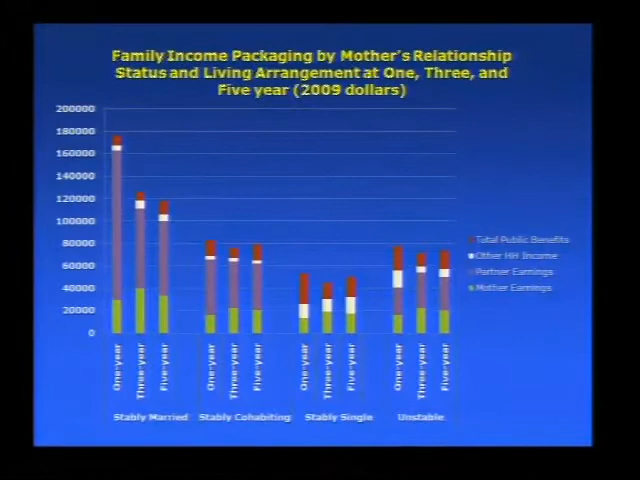 Family Income Packaging by Mother's Relationship
Status and Living Arrangement at One, Three, and
Five year (2009 dollars)
200000
180000
160000
140000
120000
100000
80000
60000
40000
20000
0
Total Public Benefits
Other HH Income
Partner Earnings
Mother Earnings
One-year Three-year Five-year One-year Three-year Five-year One-year Three-year Five-year One-year Three-year Five-year
Stably Married Stably Cohabiting Stably Single Unstable